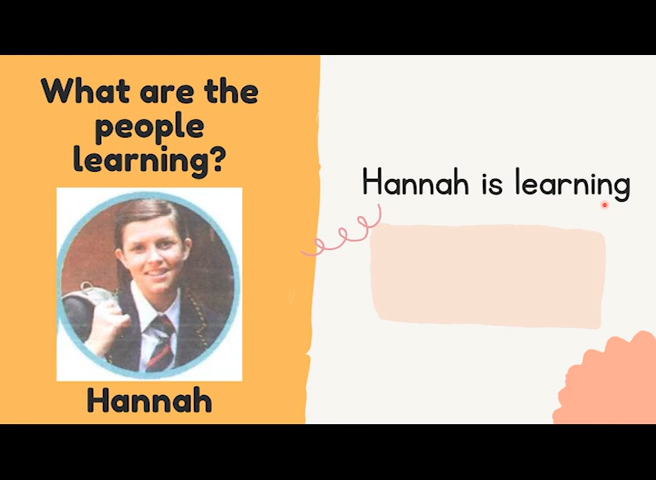 What are the
people
learning?
Hannah is learning
Hannah